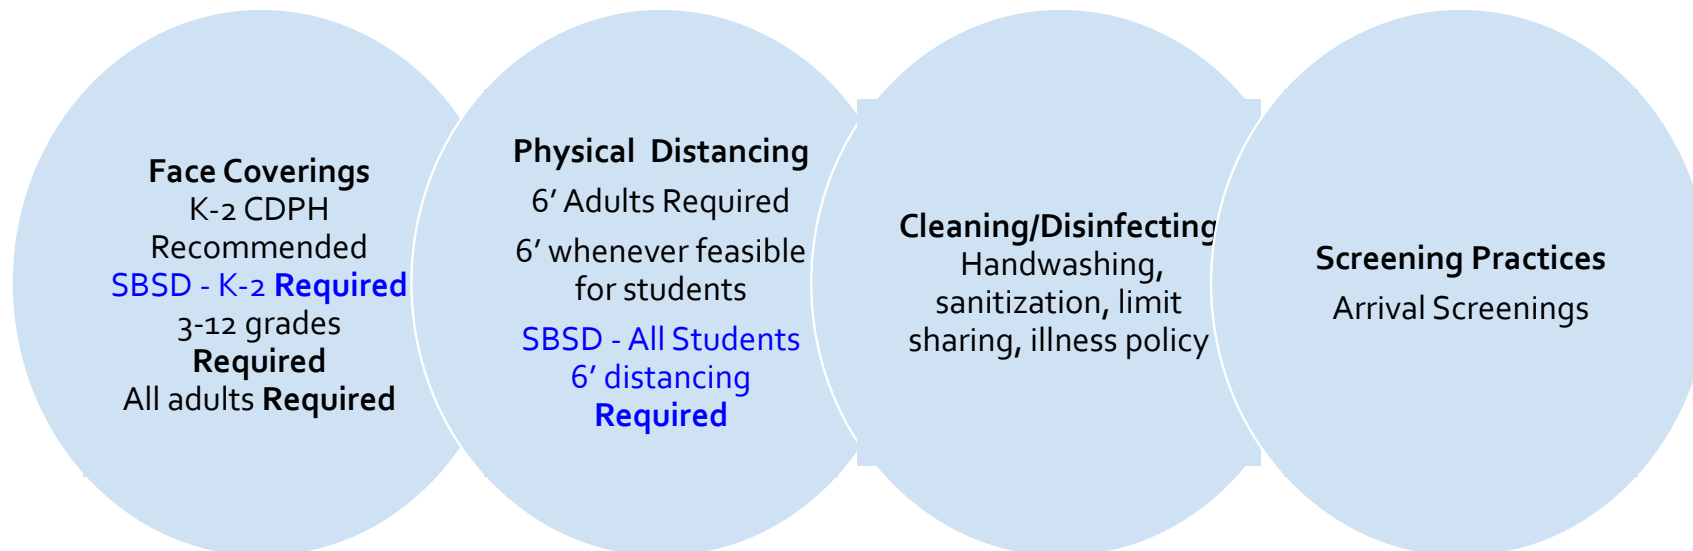 Face Coverings
K-2 CDPH
Recommended
SBSD - K-2 Required
3-12 grades
Required
All adults Required
Physical Distancing
6’ Adults Required
6’ whenever feasible
for students
SBSD - All Students
6’ distancing
Required
Cleaning/Disinfecting
Handwashing,
sanitization, limit
sharing, illness policy
Screening Practices
Arrival Screenings